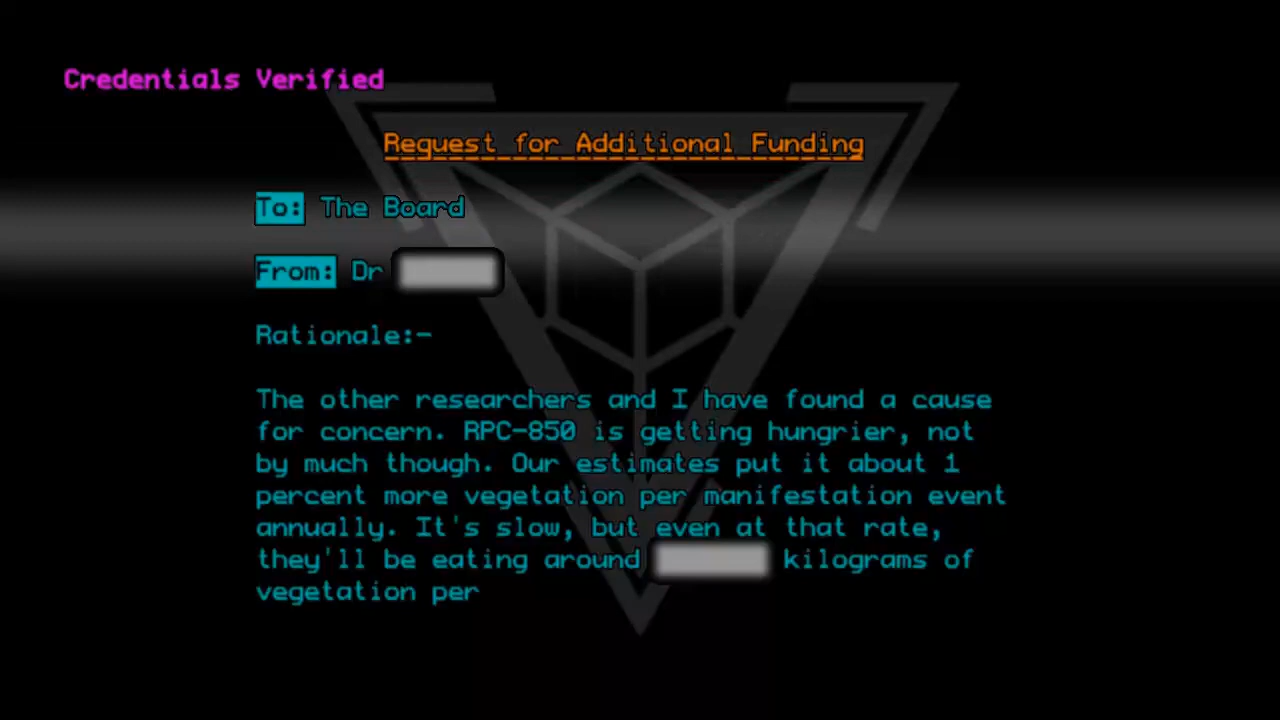 Credentials Verified
Request for Additional Funding
To: The Board
From: Dr
Rationale:-
The other researchers and I have found a cause
for concern. RPC-850 is getting hungrier, not
by much though. Our estimates put it about 1
percent more vegetation per manifestation event
annually. It's slow, but even at that rate,
they'll be eating around kilograms of
vegetation per